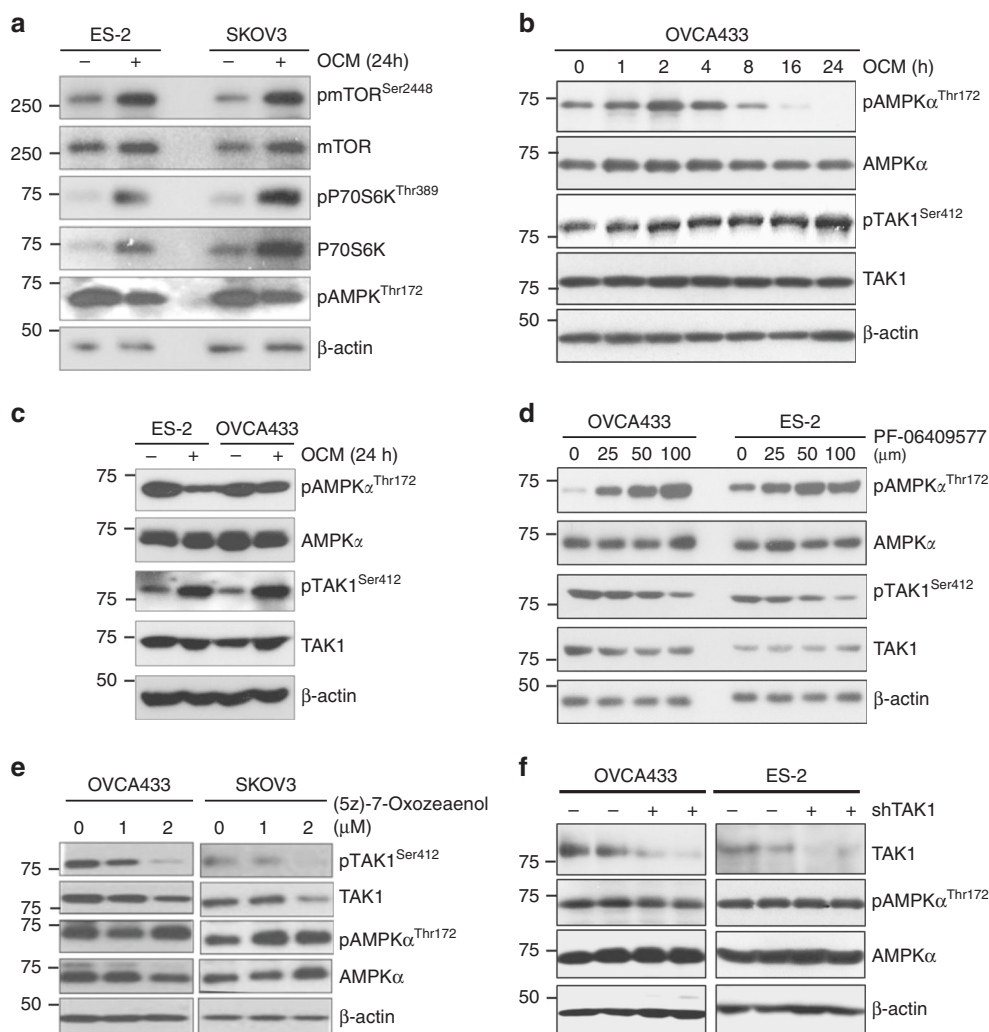 a
ES-2 SKOV3
– + – + OCM (24h)
250 pmTOR^Ser2448
250 mTOR
75 pP70S6K^Thr389
75 P70S6K
75 pAMPK^Thr172
50 β-actin
b
OVCA433
0 1 2 4 8 16 24 OCM (h)
75 pAMPKα^Thr172
75 AMPKα
75 pTAK1^Ser412
75 TAK1
50 β-actin
c
ES-2 OVCA433
– + – + OCM (24 h)
75 pAMPKα^Thr172
75 AMPKα
75 pTAK1^Ser412
75 TAK1
50 β-actin
d
OVCA433 ES-2 PF-06409577
0 25 50 100 0 25 50 100 (μm)
75 pAMPKα^Thr172
75 AMPKα
75 pTAK1^Ser412
75 TAK1
50 β-actin
e
OVCA433 SKOV3 (5z)-7-Oxozeaenol
0 1 2 0 1 2 (μM)
75 pTAK1^Ser412
75 TAK1
75 pAMPKα^Thr172
75 AMPKα
50 β-actin
f
OVCA433 ES-2
– – + + – – + + shTAK1
75 TAK1
75 pAMPKα^Thr172
75 AMPKα
50 β-actin